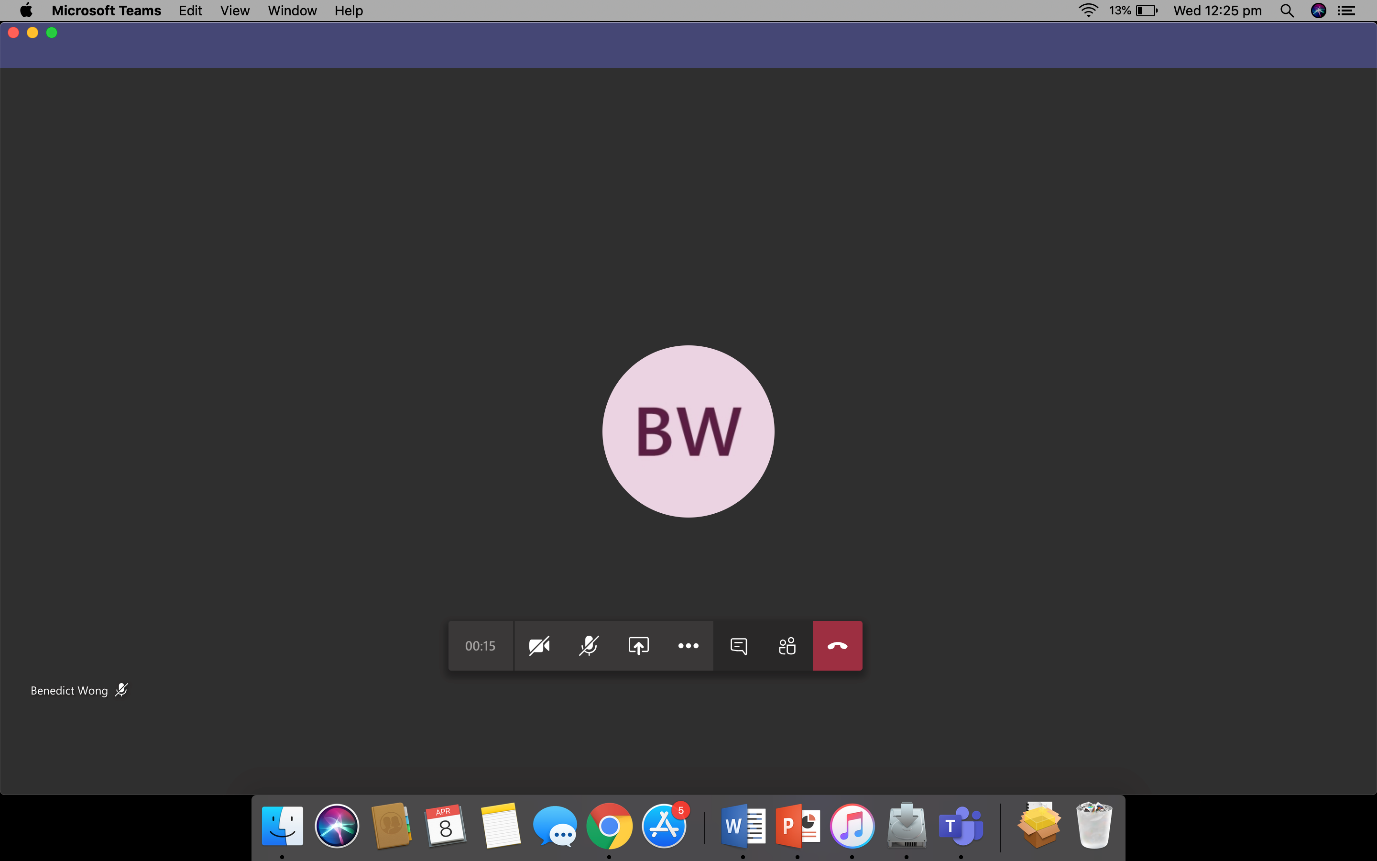 Microsoft Teams Edit View Window Help 13% Wed 12:25 pm
BW
00:15
Benedict Wong
APR
8
5
W
P
T